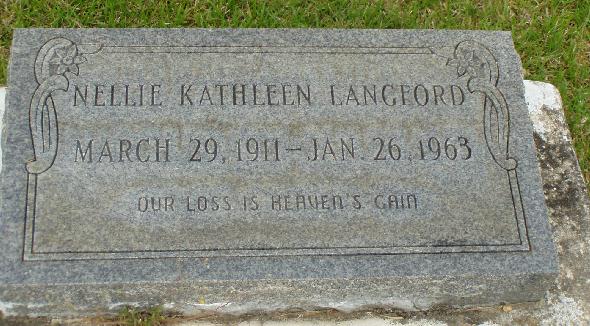 NELLIE KATHLEEN LANGFORD
MARCH 29, 1911 - JAN. 26, 1963
OUR LOSS IS HEAVEN'S GAIN